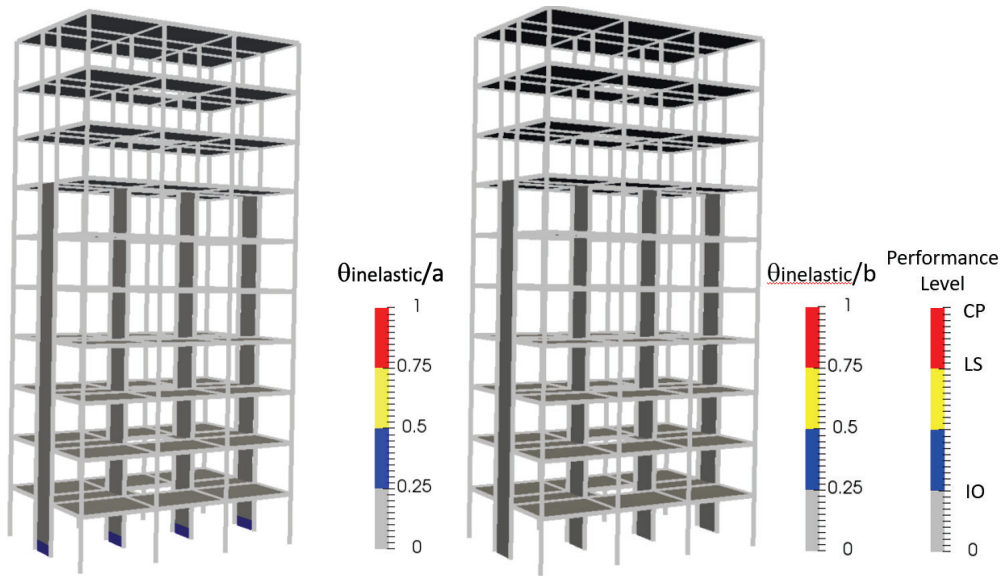 θinelastic/a
1
0.75
0.5
0.25
0
θinelastic/b
1
0.75
0.5
0.25
0
Performance
Level
CP
LS
IO